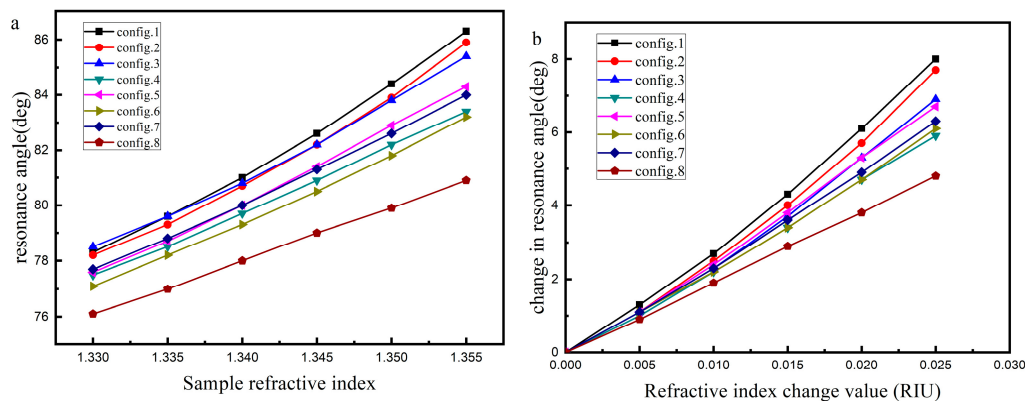 a
config.1
config.2
config.3
config.4
config.5
config.6
config.7
config.8
86
84
82
80
78
76
resonance angle(deg)
1.330 1.335 1.340 1.345 1.350 1.355
Sample refractive index
b
config.1
config.2
config.3
config.4
config.5
config.6
config.7
config.8
8
6
4
2
0
change in resonance angle(deg)
0.000 0.005 0.010 0.015 0.020 0.025 0.030
Refractive index change value (RIU)